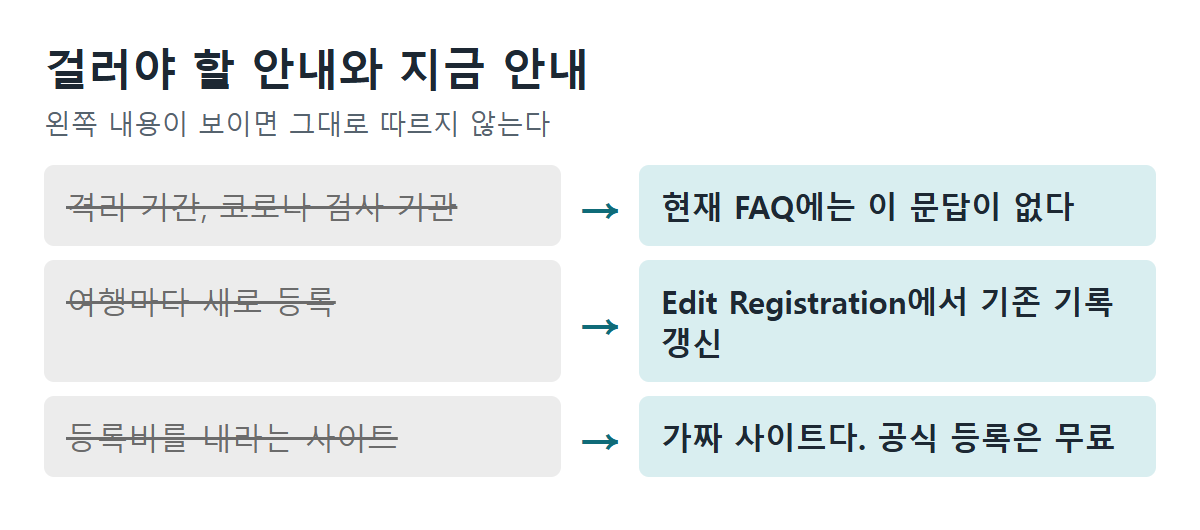 걸러야 할 안내와 지금 안내
왼쪽 내용이 보이면 그대로 따르지 않는다
격리 기간, 코로나 검사 기관
→
현재 FAQ에는 이 문답이 없다
여행마다 새로 등록
→
Edit Registration에서 기존 기록
갱신
등록비를 내라는 사이트
→
가짜 사이트다. 공식 등록은 무료